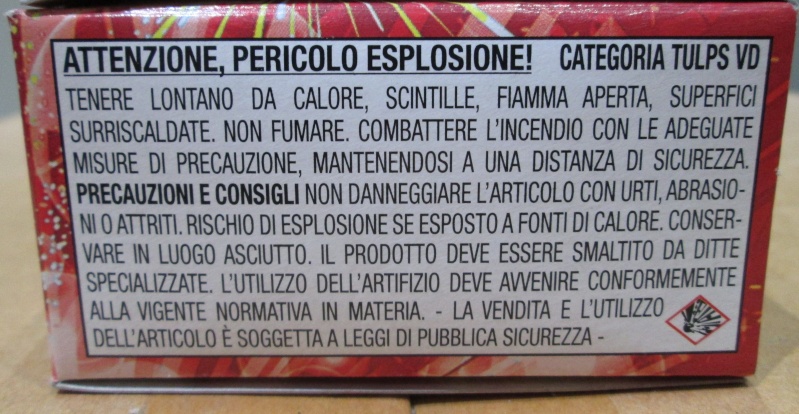 ATTENZIONE, PERICOLO ESPLOSIONE! CATEGORIA TULPS VD
TENERE LONTANO DA CALORE, SCINTILLE, FIAMMA APERTA, SUPERFICI
SURRISCALDATE. NON FUMARE. COMBATTERE L'INCENDIO CON LE ADEGUATE
MISURE DI PRECAUZIONE, MANTENENDOSI A UNA DISTANZA DI SICUREZZA.
PRECAUZIONI E CONSIGLI NON DANNEGGIARE L'ARTICOLO CON URTI, ABRASIO-
NI O ATTRITI. RISCHIO DI ESPLOSIONE SE ESPOSTO A FONTI DI CALORE. CONSER-
VARE IN LUOGO ASCIUTTO. IL PRODOTTO DEVE ESSERE SMALTITO DA DITTE
SPECIALIZZATE. L'UTILIZZO DELL'ARTIFIZIO DEVE AVVENIRE CONFORMEMENTE
ALLA VIGENTE NORMATIVA IN MATERIA. - LA VENDITA E L'UTILIZZO
DELL'ARTICOLO È SOGGETTA A LEGGI DI PUBBLICA SICUREZZA -